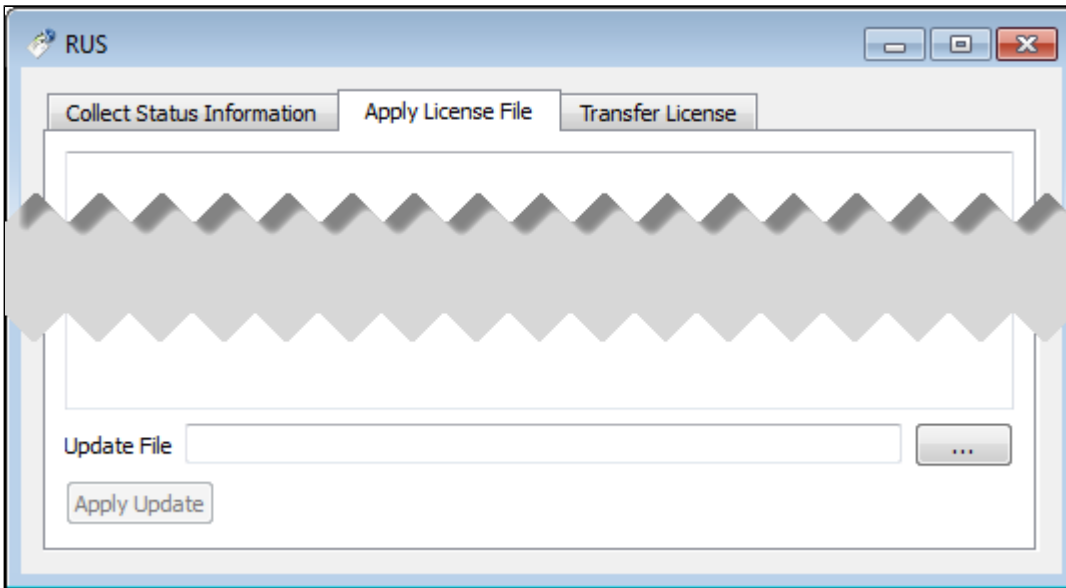 RUS
Collect Status Information Apply License File Transfer License
Update File ...
Apply Update